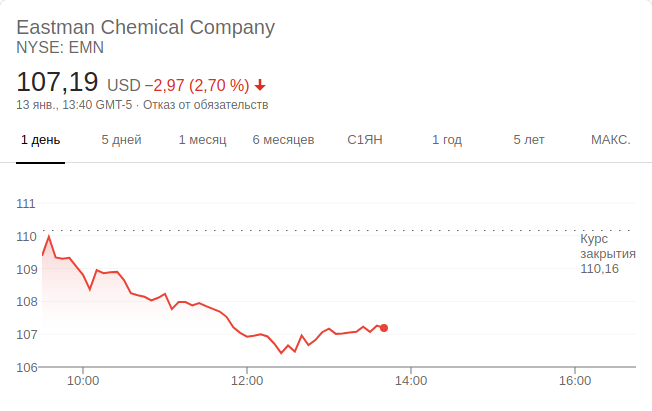 Eastman Chemical Company
NYSE: EMN
107,19 USD −2,97 (2,70 %)
13 янв., 13:40 GMT-5 · Отказ от обязательств
1 день 5 дней 1 месяц 6 месяцев С1ЯН 1 год 5 лет МАКС.
111
110
Курс
закрытия
110,16
109
108
107
106
10:00 12:00 14:00 16:00